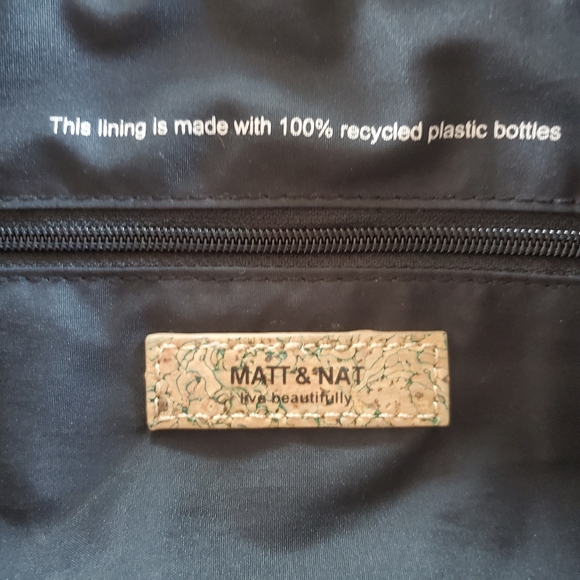 This lining is made with 100% recycled plastic bottles
MATT & NAT
live beautifully